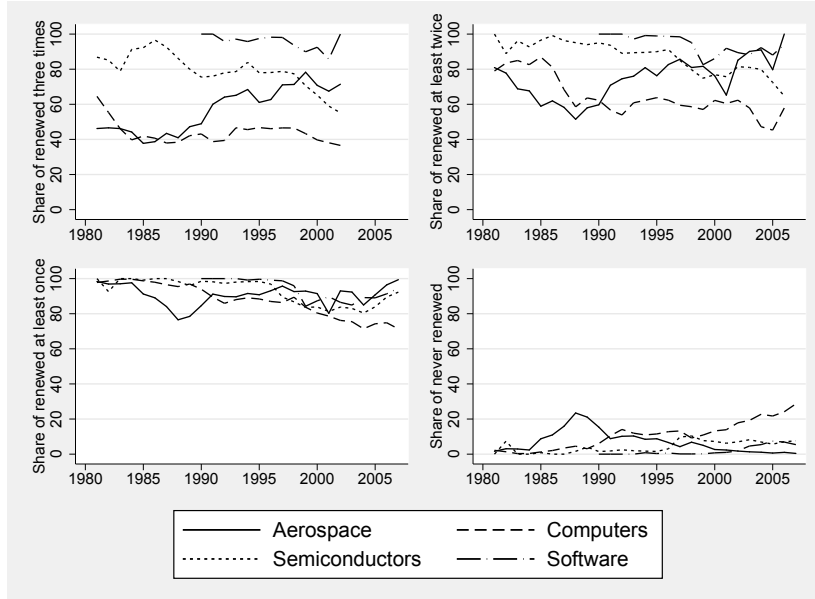 Share of renewed three times
0 20 40 60 80 100
1980 1985 1990 1995 2000 2005
Share of renewed at least twice
0 20 40 60 80 100
1980 1985 1990 1995 2000 2005
Share of renewed at least once
0 20 40 60 80 100
1980 1985 1990 1995 2000 2005
Share of never renewed
0 20 40 60 80 100
1980 1985 1990 1995 2000 2005
Aerospace Computers
Semiconductors Software